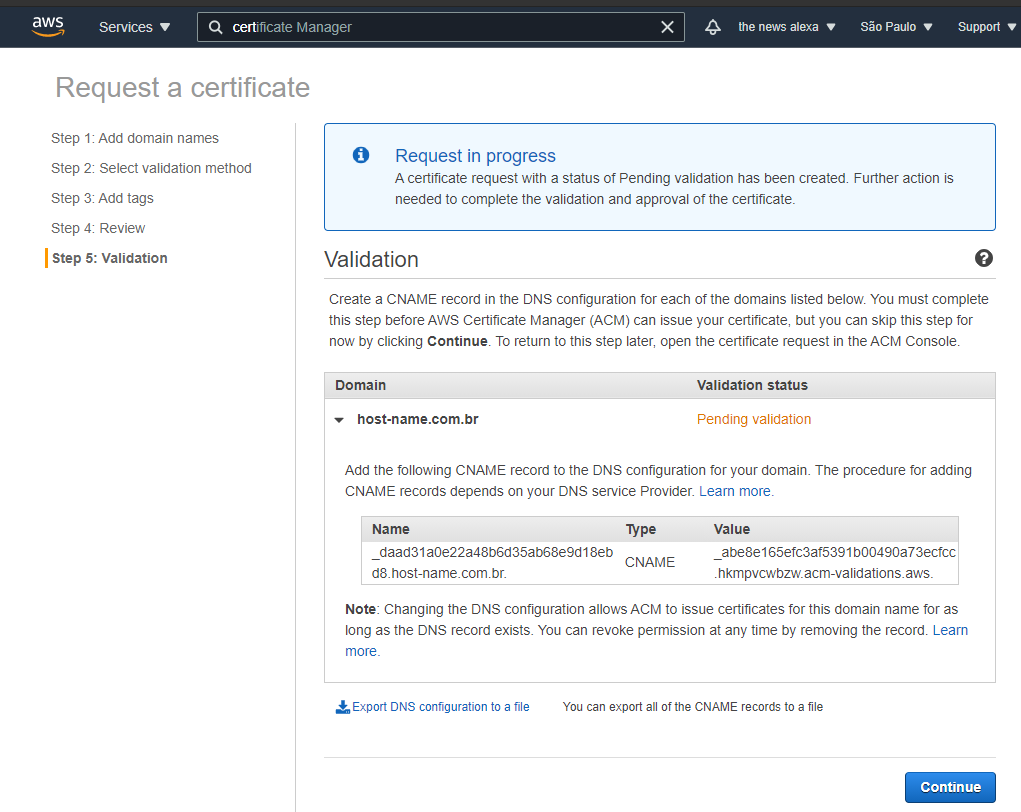 aws
Services
certificate Manager
the news alexa
São Paulo
Support
Request a certificate
Step 1: Add domain names
Step 2: Select validation method
Step 3: Add tags
Step 4: Review
Step 5: Validation
Request in progress
A certificate request with a status of Pending validation has been created. Further action is
needed to complete the validation and approval of the certificate.
Validation
Create a CNAME record in the DNS configuration for each of the domains listed below. You must complete
this step before AWS Certificate Manager (ACM) can issue your certificate, but you can skip this step for
now by clicking Continue. To return to this step later, open the certificate request in the ACM Console.
Domain
Validation status
host-name.com.br
Pending validation
Add the following CNAME record to the DNS configuration for your domain. The procedure for adding
CNAME records depends on your DNS service Provider. Learn more.
Name
Type
Value
_daad31a0e22a48b6d35ab68e9d18eb
d8.host-name.com.br.
CNAME
_abe8e165efc3af5391b00490a73ecfcc
.hkmpvcwbzw.acm-validations.aws.
Note: Changing the DNS configuration allows ACM to issue certificates for this domain name for as
long as the DNS record exists. You can revoke permission at any time by removing the record. Learn
more.
Export DNS configuration to a file
You can export all of the CNAME records to a file
Continue